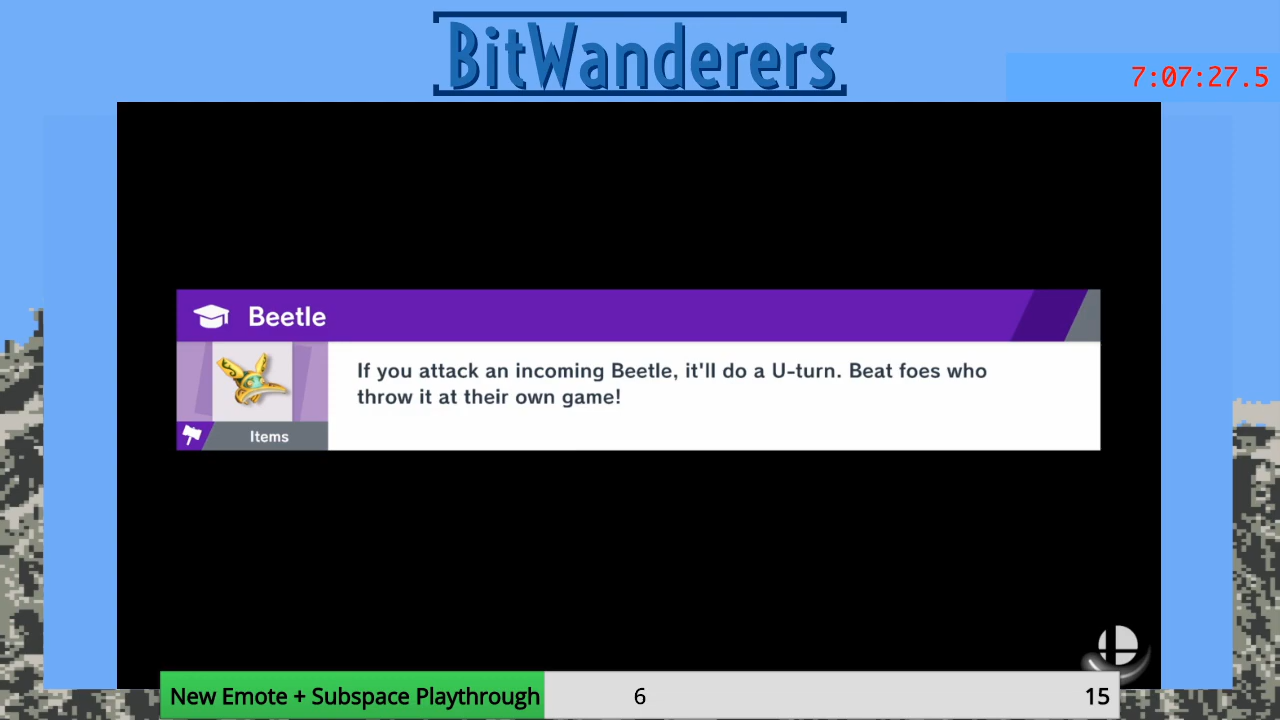 BitWanderers
7:07:27.5
Beetle
If you attack an incoming Beetle, it'll do a U-turn. Beat foes who
throw it at their own game!
Items
New Emote + Subspace Playthrough 6 15